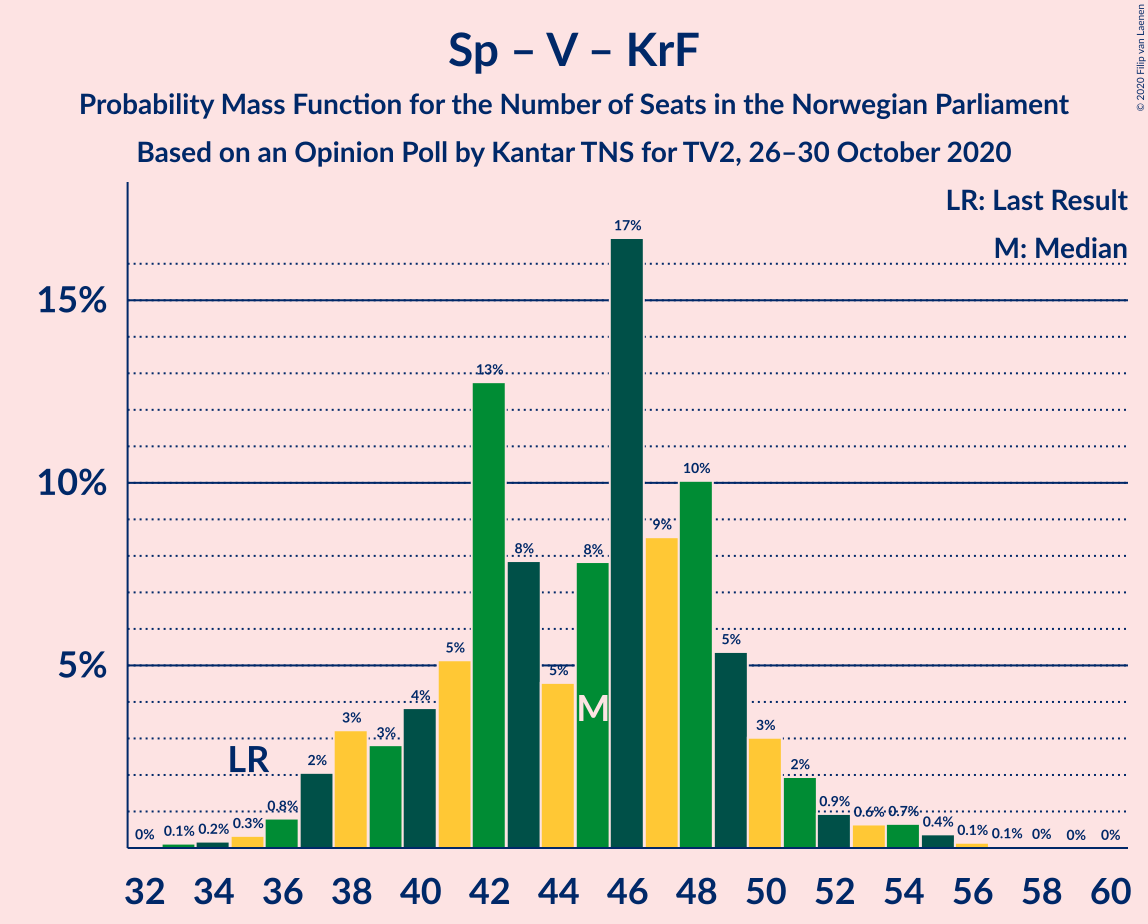 Sp – V – KrF
Probability Mass Function for the Number of Seats in the Norwegian Parliament
Based on an Opinion Poll by Kantar TNS for TV2, 26–30 October 2020
© 2020 Filip van Laenen
LR: Last Result
M: Median
15%
10%
5%
0% 0.1% 0.2% 0.3% 0.8% 2% 3% 3% 4% 5% 13% 8% 5% 8% 17% 9% 10% 5% 3% 2% 0.9% 0.6% 0.7% 0.4% 0.1% 0.1% 0% 0% 0%
LR
M
32 34 36 38 40 42 44 46 48 50 52 54 56 58 60